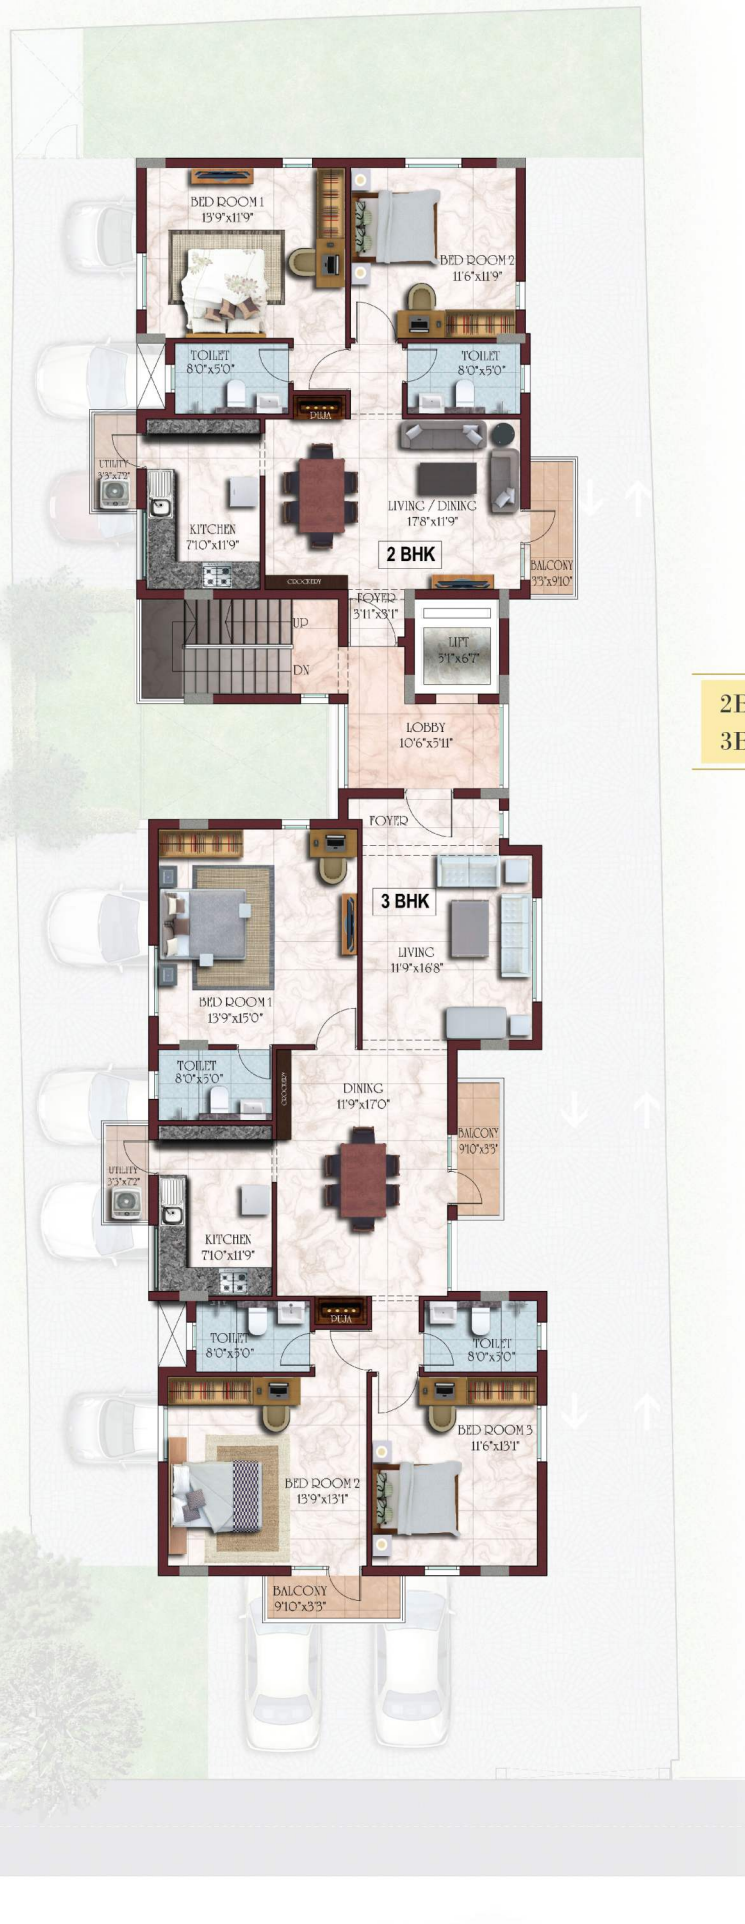 BED ROOM 1
13'9"x11'9"
BED ROOM 2
11'6"x11'9"
TOILET
8'0"x5'0"
TOILET
8'0"x5'0"
PUJA
UTILITY
3'3"x7'2"
KITCHEN
7'10"x11'9"
LIVING / DINING
17'8"x11'9"
2 BHK
BALCONY
3'3"x9'10"
CROCKERY
FOYER
3'11"x3'1"
UP
DN
LIFT
5'1"x6'7"
LOBBY
10'6"x5'11"
2B
3B
FOYER
3 BHK
LIVING
11'9"x16'8"
BED ROOM 1
13'9"x15'0"
TOILET
8'0"x5'0"
CROCKERY
DINING
11'9"x17'0"
BALCONY
9'10"x3'3"
UTILITY
3'3"x7'2"
KITCHEN
7'10"x11'9"
PUJA
TOILET
8'0"x5'0"
TOILET
8'0"x5'0"
BED ROOM 2
13'9"x13'1"
BED ROOM 3
11'6"x13'1"
BALCONY
9'10"x3'3"